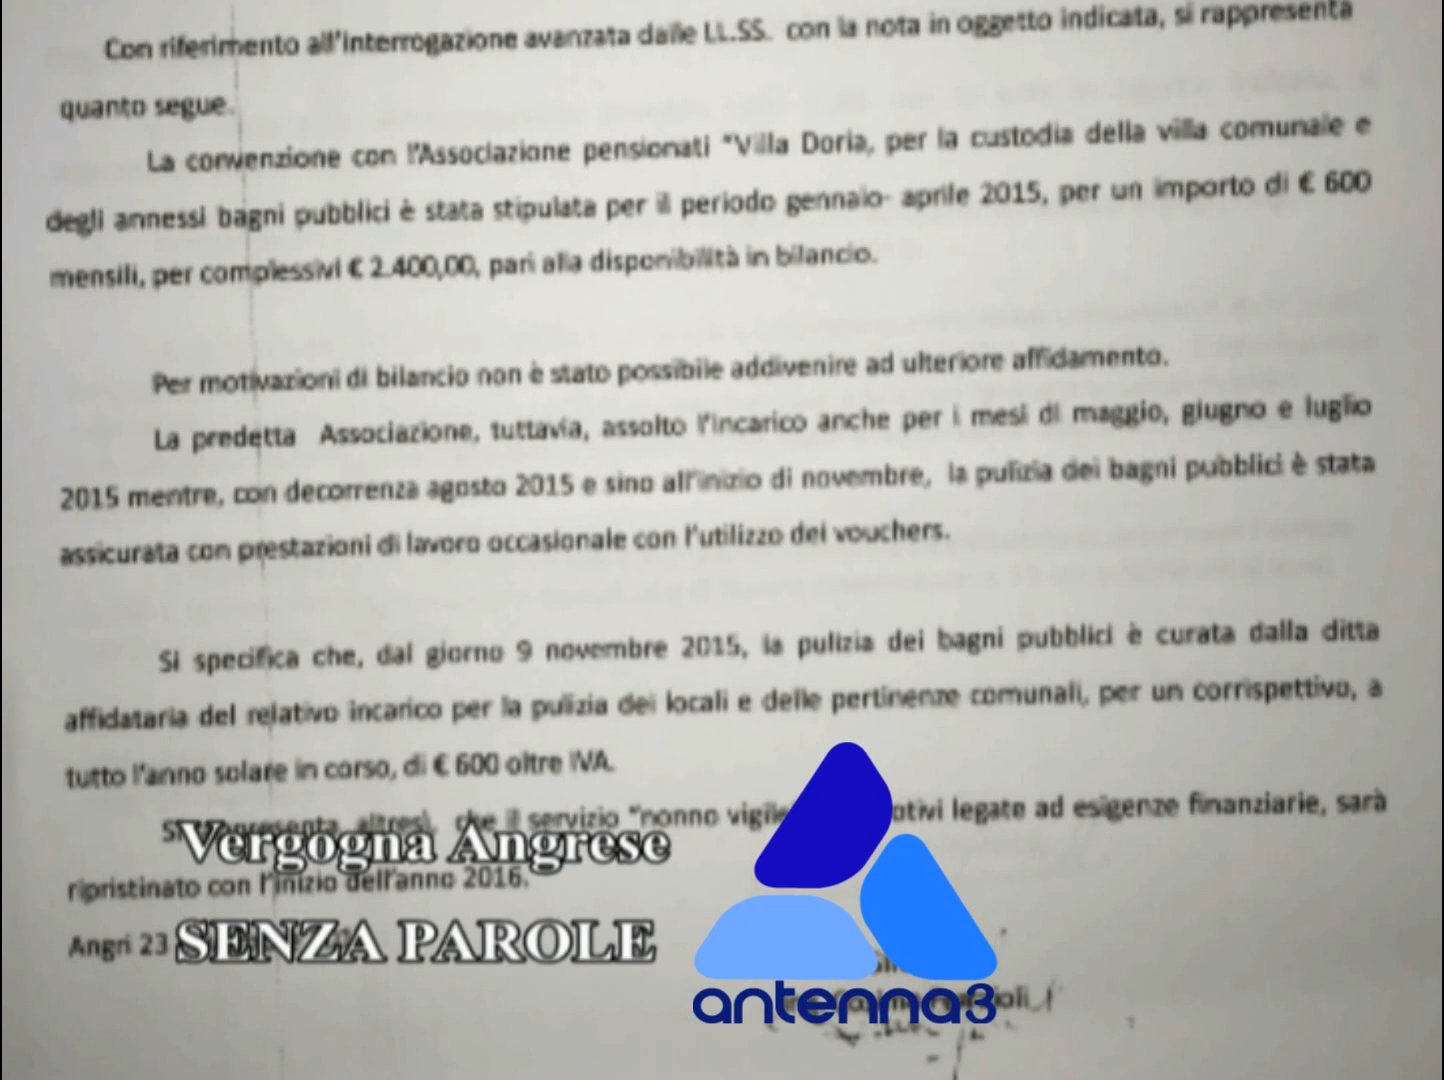 Con riferimento all'interrogazione avanzata dalle LL.SS. con la nota in oggetto indicata, si rappresenta
quanto segue.
La convenzione con l'Associazione pensionati "Villa Doria, per la custodia della villa comunale e
degli annessi bagni pubblici è stata stipulata per il periodo gennaio- aprile 2015, per un importo di € 600
mensili, per complessivi € 2.400,00, pari alla disponibilità in bilancio.
Per motivazioni di bilancio non è stato possibile addivenire ad ulteriore affidamento.
La predetta Associazione, tuttavia, assolto l'incarico anche per i mesi di maggio, giugno e luglio
2015 mentre, con decorrenza agosto 2015 e sino all'inizio di novembre, la pulizia dei bagni pubblici è stata
assicurata con prestazioni di lavoro occasionale con l'utilizzo dei vouchers.
Si specifica che, dal giorno 9 novembre 2015, la pulizia dei bagni pubblici è curata dalla ditta
affidataria del relativo incarico per la pulizia dei locali e delle pertinenze comunali, per un corrispettivo, a
tutto l'anno solare in corso, di € 600 oltre IVA.
altresì, che il servizio "nonno vigile legate ad esigenze finanziarie, sarà
Vergogna Angrese
ripristinato con l'inizio dell'anno 2016.
Angri 23
SENZA PAROLE
antenna3